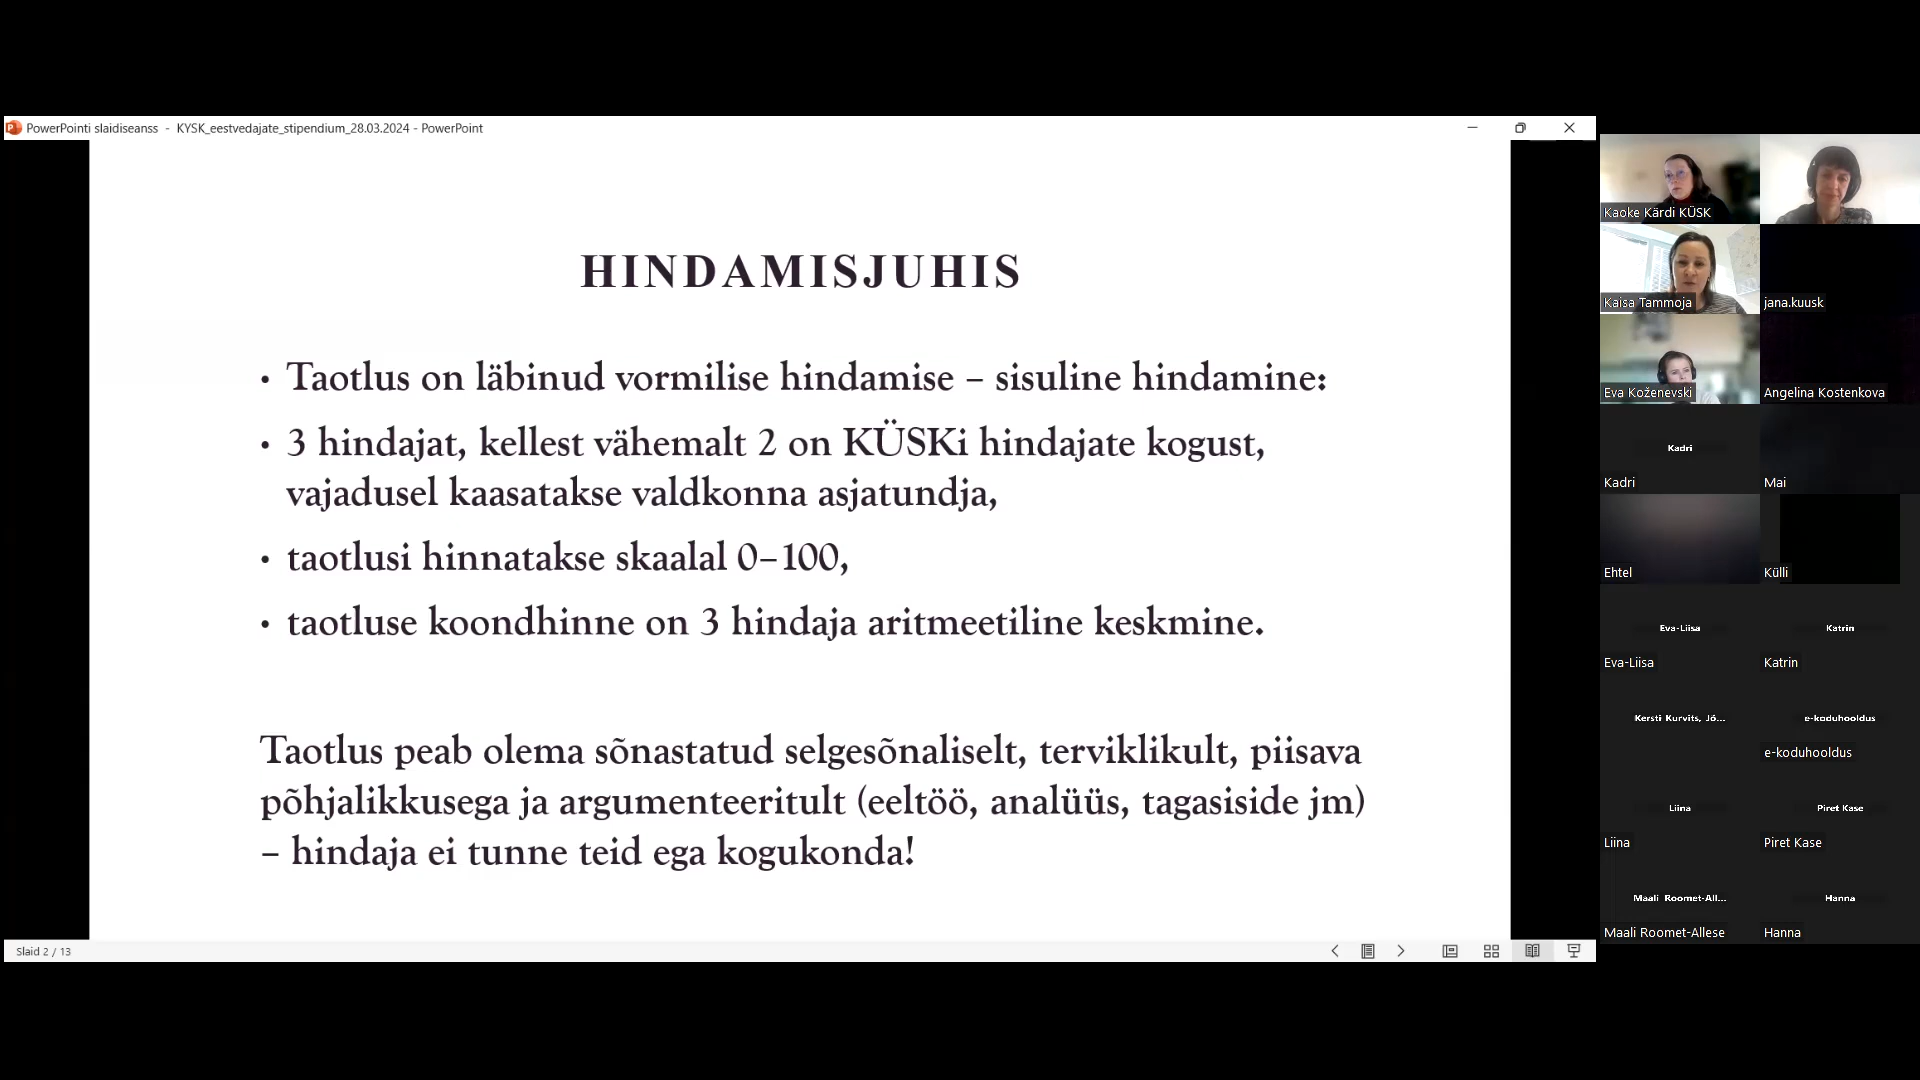 PowerPointi slaidiseanss - KYSK_eestvedajate_stipendium_28.03.2024 - PowerPoint
HINDAMISJUHIS
• Taotlus on läbinud vormilise hindamise – sisuline hindamine:
• 3 hindajat, kellest vähemalt 2 on KÜSKi hindajate kogust,
vajadusel kaasatakse valdkonna asjatundja,
• taotlusi hinnatakse skaalal 0–100,
• taotluse koondhinne on 3 hindaja aritmeetiline keskmine.
Taotlus peab olema sõnastatud selgesõnaliselt, terviklikult, piisava
põhjalikkusega ja argumenteeritult (eeltöö, analüüs, tagasiside jm)
– hindaja ei tunne teid ega kogukonda!
Slaid 2 / 13
Kaoke Kärdi KÜSK
Kaisa Tammoja
jana.kuusk
Eva Koženevski
Angelina Kostenkova
Kadri
Kadri
Mai
Ehtel
Külli
Eva-Liisa
Katrin
Eva-Liisa
Katrin
Kersti Kurvits, Jó...
e-koduhooldus
e-koduhooldus
Liina
Piret Kase
Liina
Piret Kase
Maali Roomet-All...
Hanna
Maali Roomet-Allese
Hanna